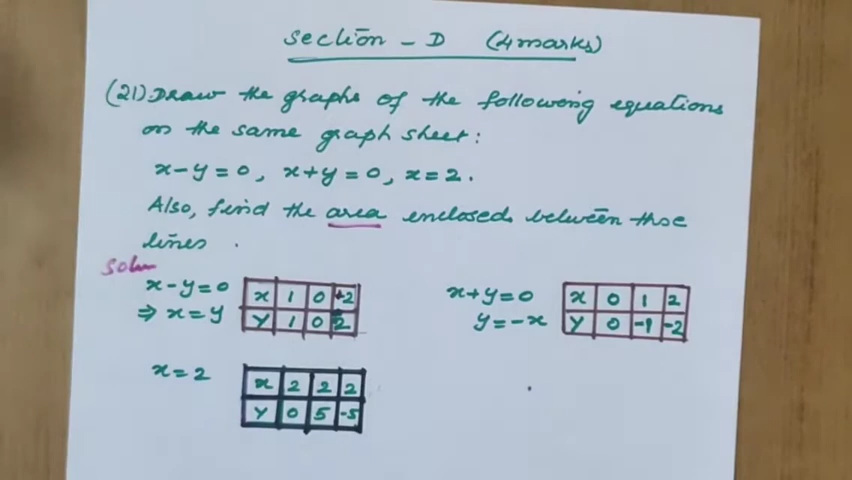 Section - D (4 marks)
(21) Draw the graphs of the following equations
on the same graph sheet:
x-y=0, x+y=0, x=2.
Also, find the area enclosed between thse
lines.
Soln
x-y=0
⇒ x=y
x 1 0 2
y 1 0 2
x+y=0
y=-x
x 0 1 2
y 0 -1 -2
x=2
x 2 2 2
y 0 5 -5